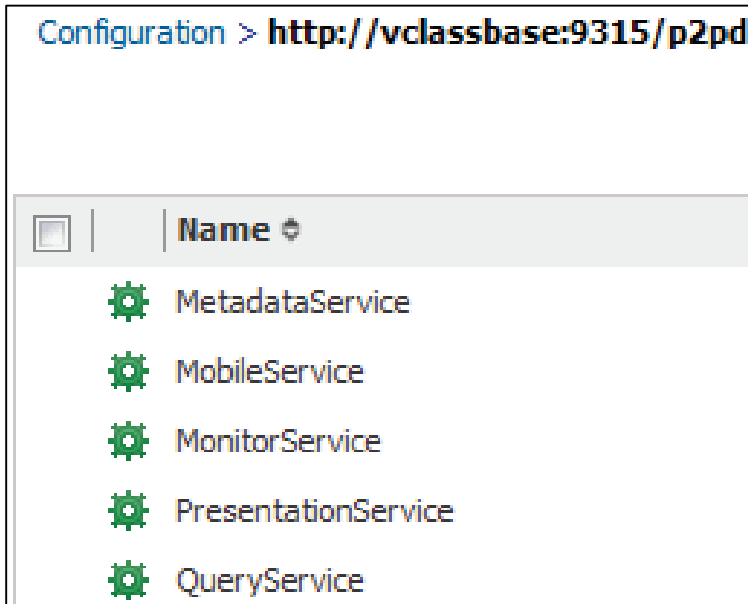 Configuration > http://vclassbase:9315/p2pd
Name
MetadataService
MobileService
MonitorService
PresentationService
QueryService